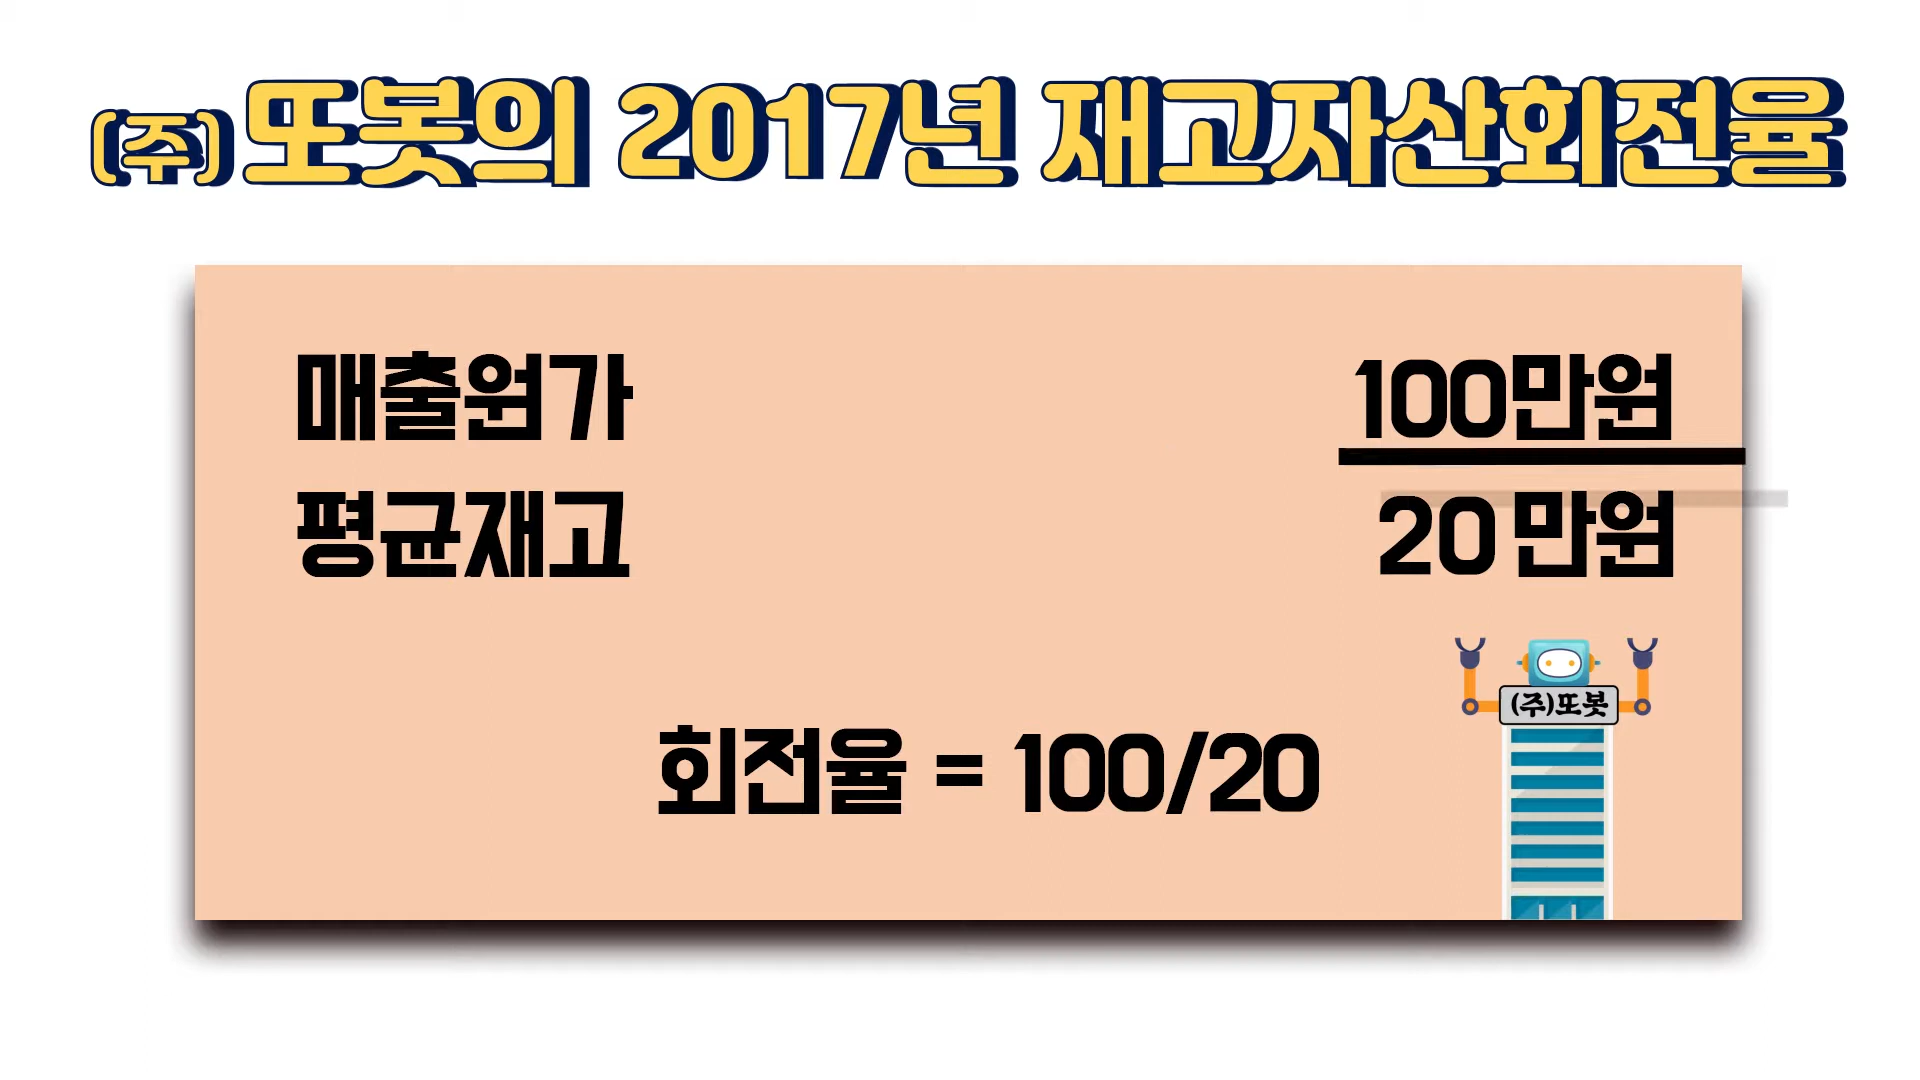 (주)또봇의 2017년 재고자산회전율
매출원가 100만원
평균재고 20만원
(주)또봇
회전율 = 100/20